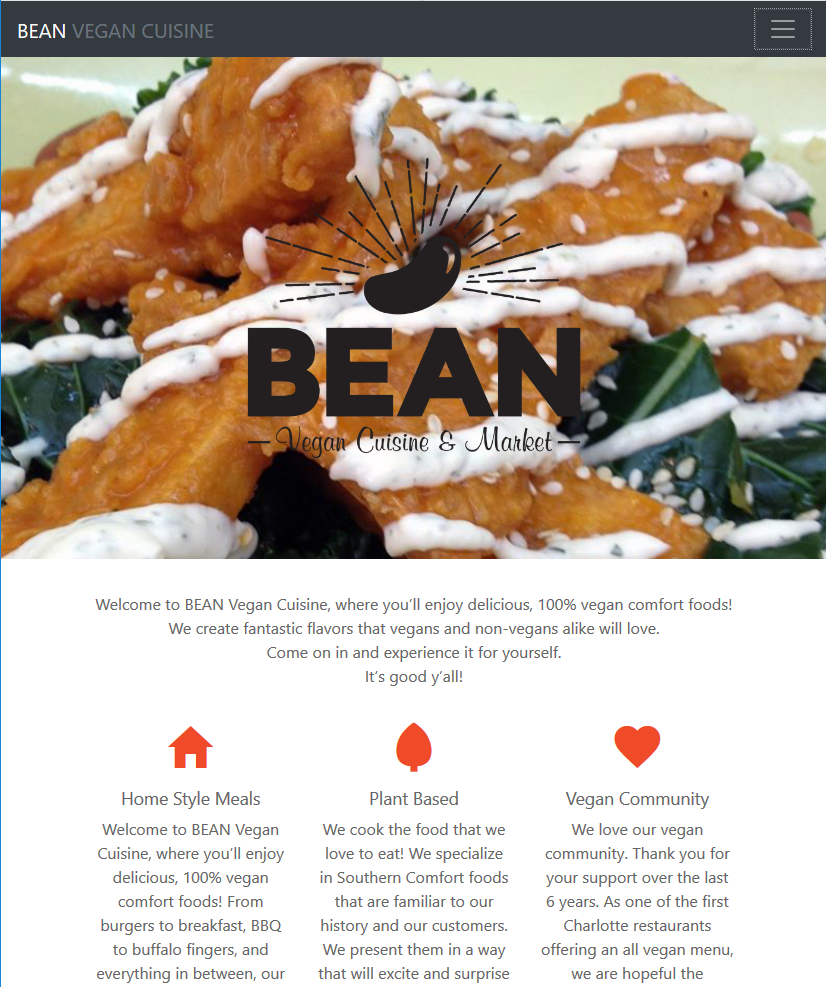 BEAN VEGAN CUISINE
BEAN
Vegan Cuisine & Market
Welcome to BEAN Vegan Cuisine, where you’ll enjoy delicious, 100% vegan comfort foods!
We create fantastic flavors that vegans and non-vegans alike will love.
Come on in and experience it for yourself.
It’s good y’all!
Home Style Meals
Welcome to BEAN Vegan
Cuisine, where you’ll enjoy
delicious, 100% vegan
comfort foods! From
burgers to breakfast, BBQ
to buffalo fingers, and
everything in between, our
Plant Based
We cook the food that we
love to eat! We specialize
in Southern Comfort foods
that are familiar to our
history and our customers.
We present them in a way
that will excite and surprise
Vegan Community
We love our vegan
community. Thank you for
your support over the last
6 years. As one of the first
Charlotte restaurants
offering an all vegan menu,
we are hopeful the